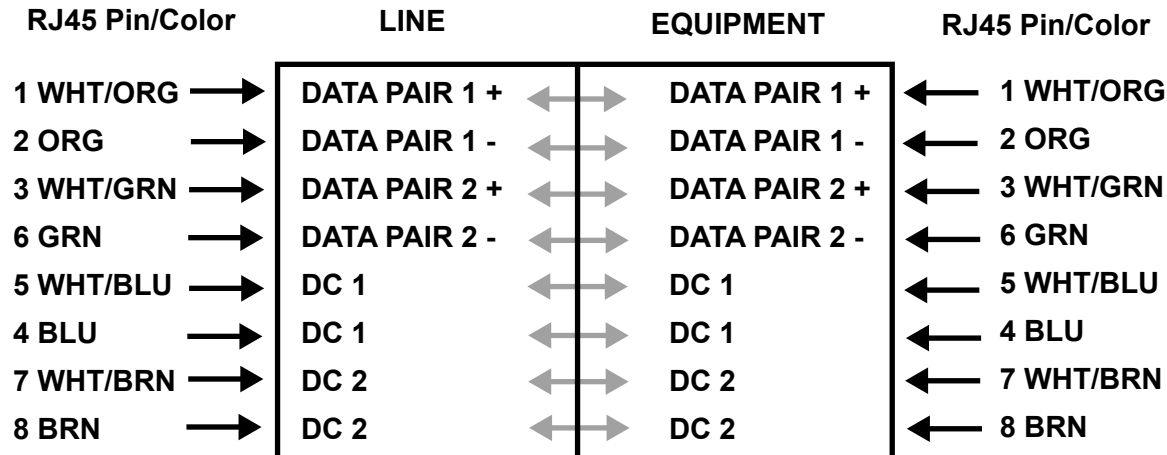 RJ45 Pin/Color LINE EQUIPMENT RJ45 Pin/Color
1 WHT/ORG DATA PAIR 1 + DATA PAIR 1 + 1 WHT/ORG
2 ORG DATA PAIR 1 - DATA PAIR 1 - 2 ORG
3 WHT/GRN DATA PAIR 2 + DATA PAIR 2 + 3 WHT/GRN
6 GRN DATA PAIR 2 - DATA PAIR 2 - 6 GRN
5 WHT/BLU DC 1 DC 1 5 WHT/BLU
4 BLU DC 1 DC 1 4 BLU
7 WHT/BRN DC 2 DC 2 7 WHT/BRN
8 BRN DC 2 DC 2 8 BRN